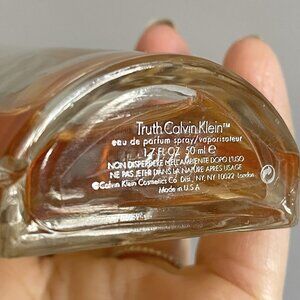 Truth Calvin Klein™
eau de parfum spray/vaporisateur
1.7 FL OZ 50 ml ℮
NON DISPERDERE NELL'AMBIENTE DOPO L'USO
NE PAS JETER DANS LA NATURE APRÈS USAGE
©Calvin Klein Cosmetics Co Dist., NY, NY 10022 London
Made in U.S.A